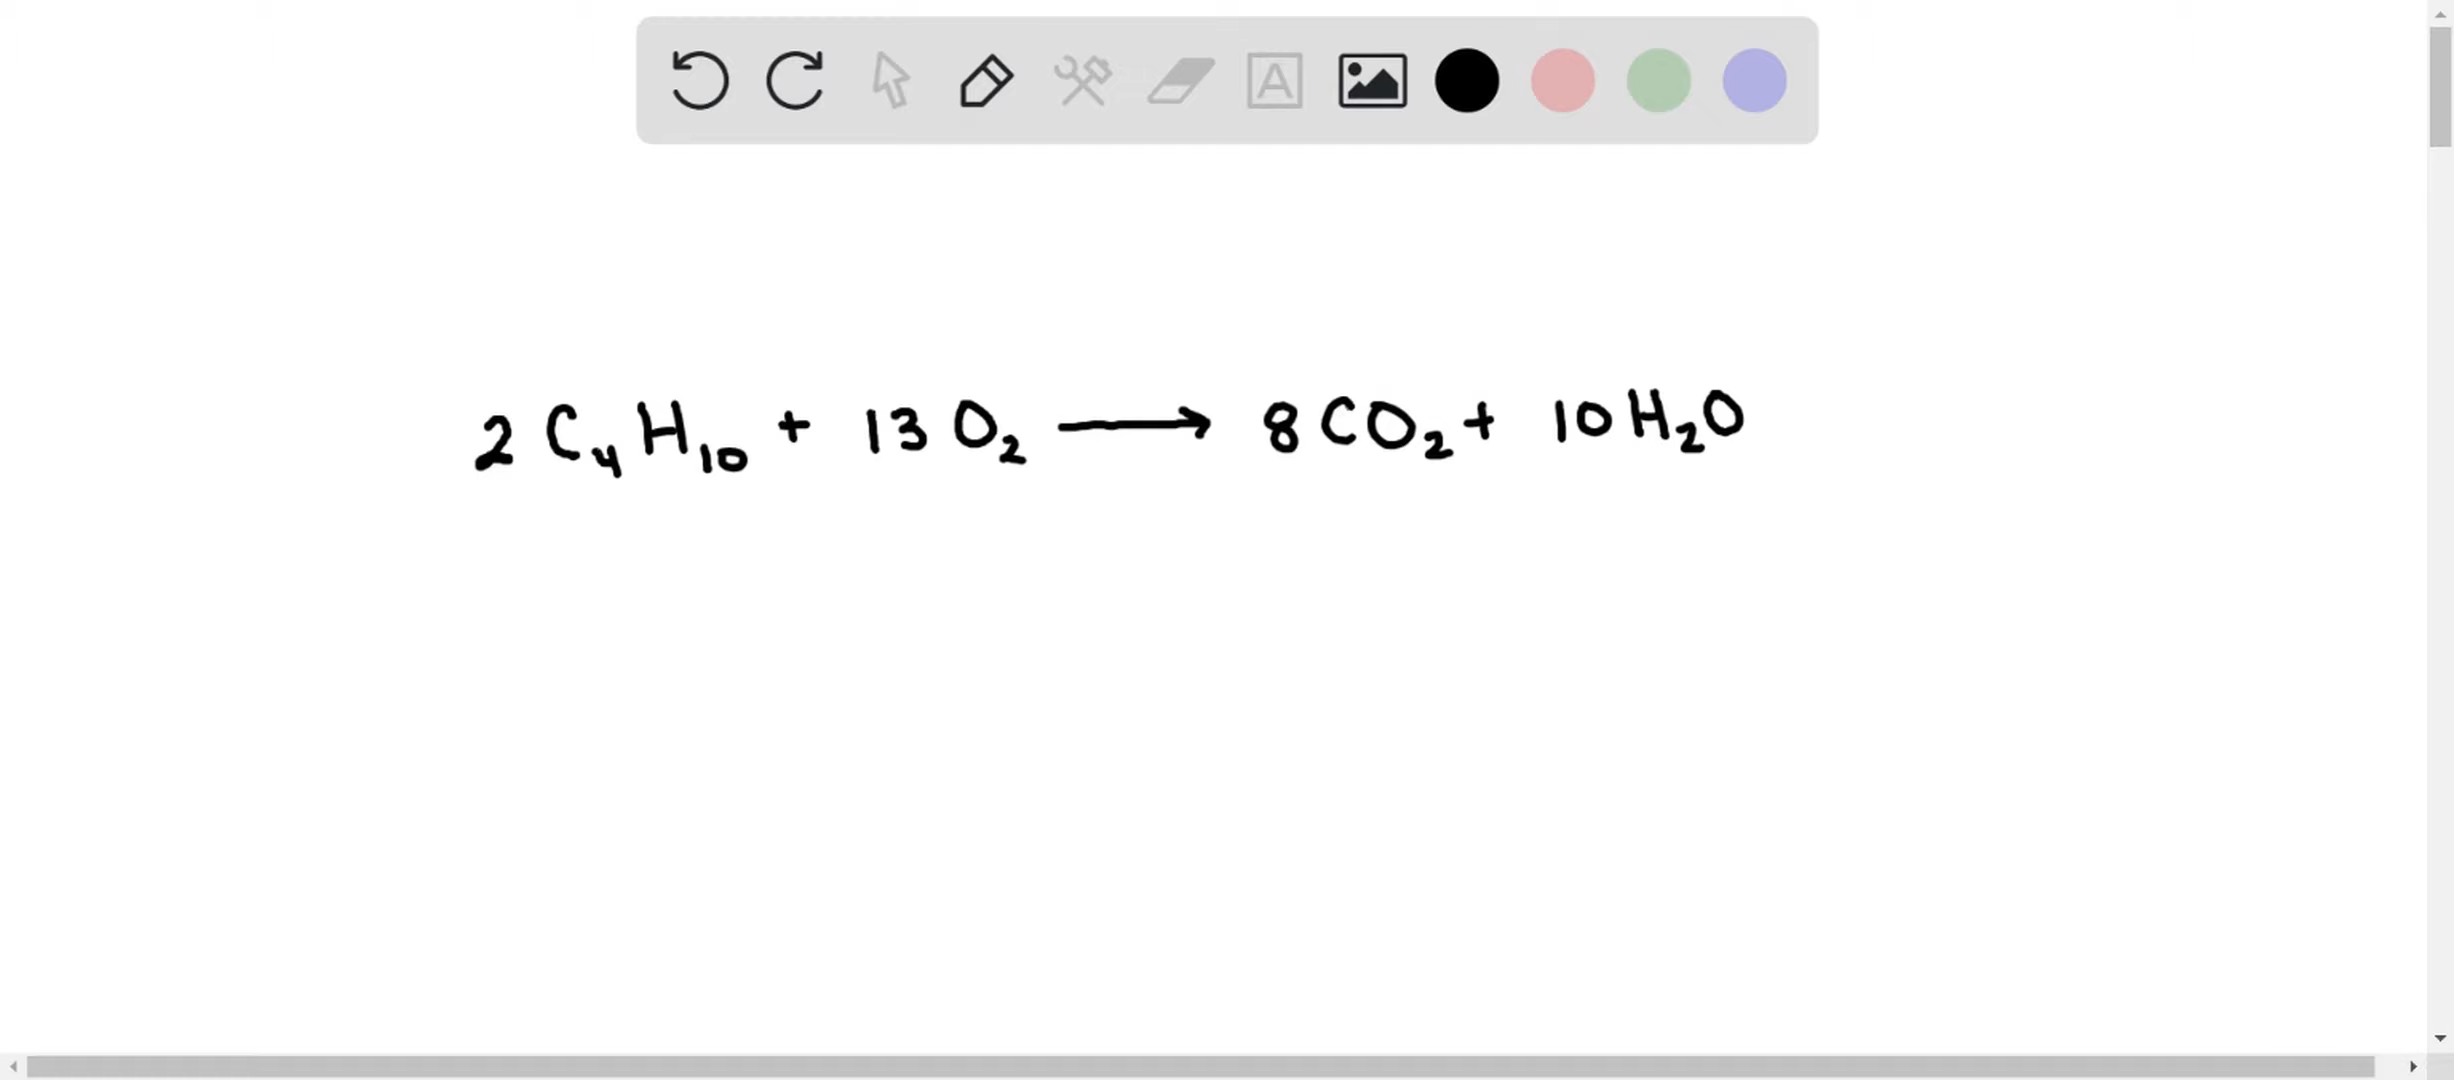 A
2 C₄H₁₀ + 13 O₂ ⟶ 8 CO₂ + 10 H₂O